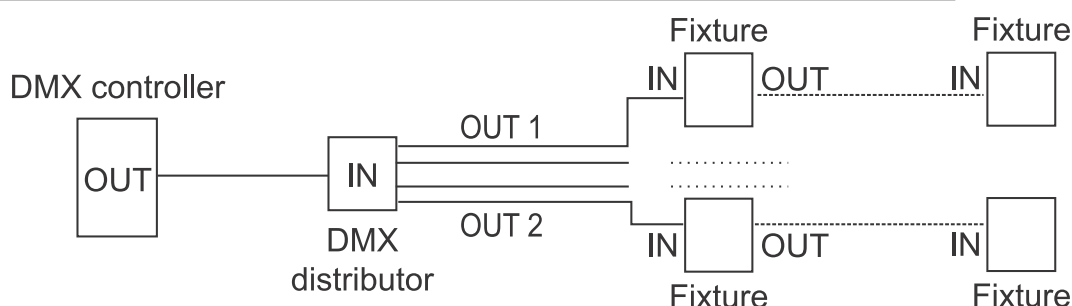 Fixture
Fixture
DMX controller
IN
OUT
IN
OUT 1
OUT
IN
OUT 2
DMX
distributor
IN
OUT
IN
Fixture
Fixture